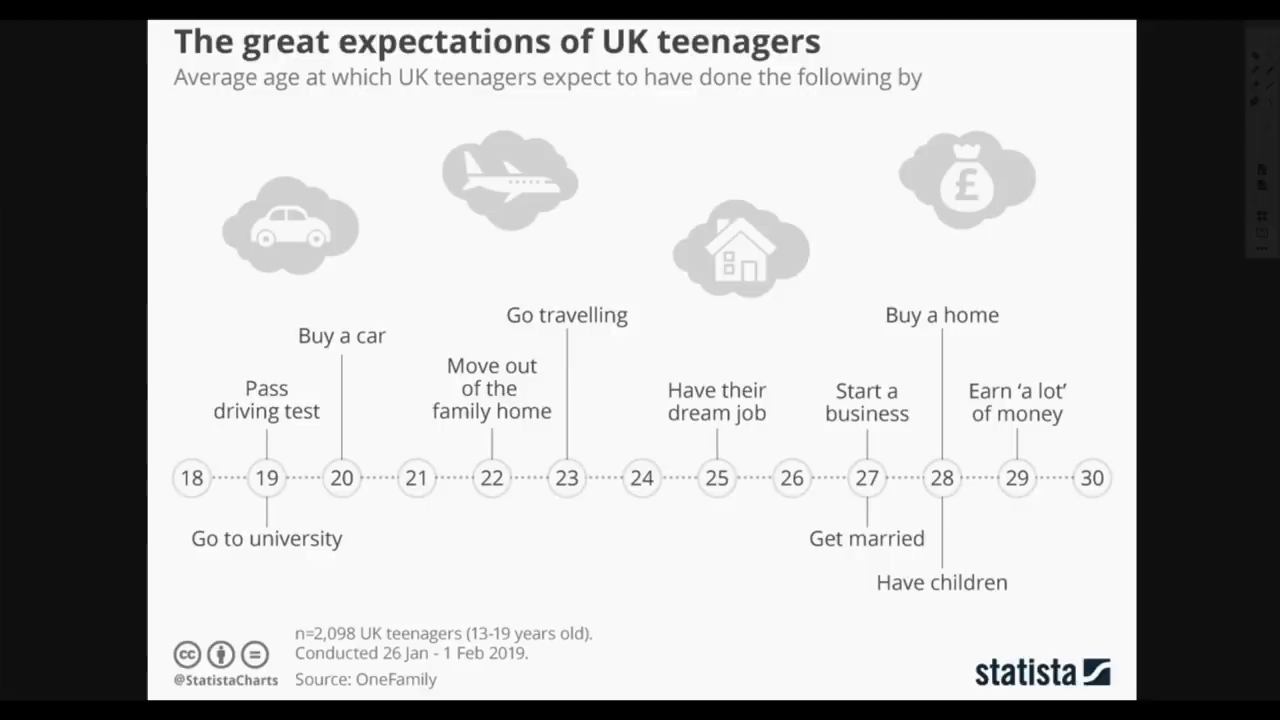 The great expectations of UK teenagers
Average age at which UK teenagers expect to have done the following by
£
Go travelling
Buy a home
Buy a car
Move out
of the
family home
Pass
driving test
Have their
dream job
Start a
business
Earn ‘a lot’
of money
18 19 20 21 22 23 24 25 26 27 28 29 30
Go to university
Get married
Have children
n=2,098 UK teenagers (13-19 years old).
Conducted 26 Jan - 1 Feb 2019.
cc
@StatistaCharts Source: OneFamily
statista